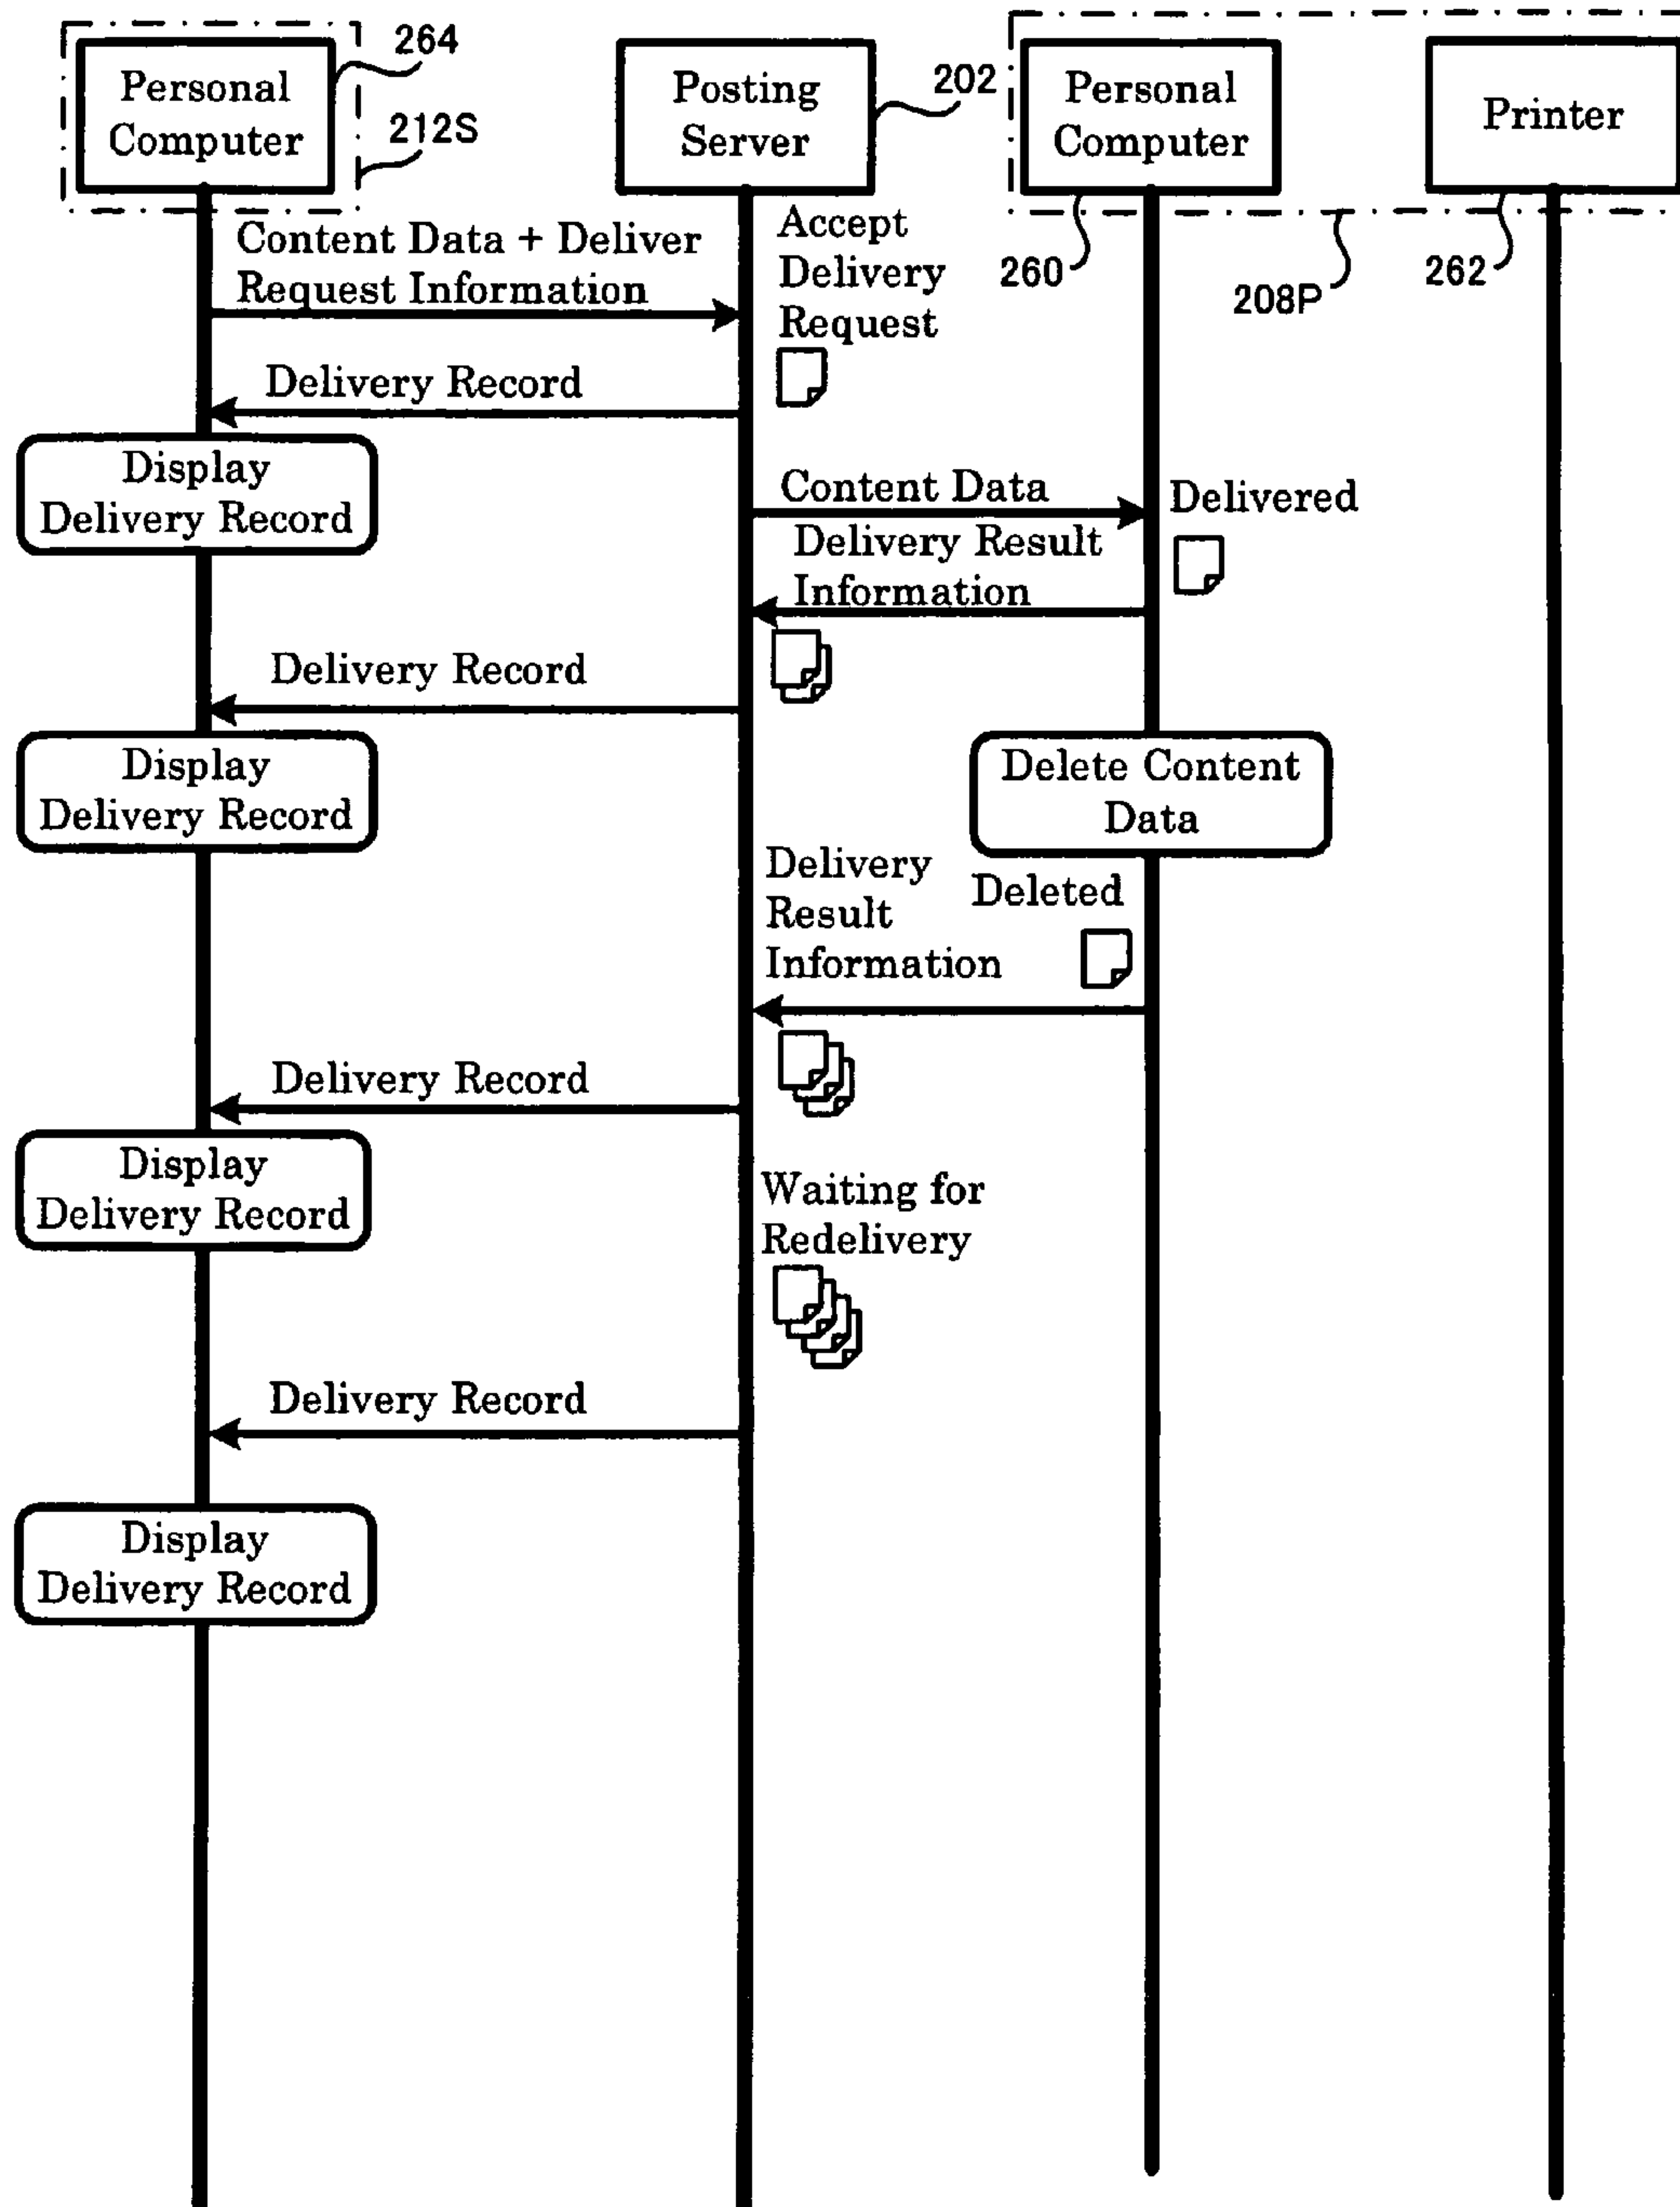 264
Personal
Computer
212S
Posting
Server
202
Personal
Computer
Printer
260
208P
262
Content Data + Deliver
Request Information
Accept
Delivery
Request
Delivery Record
Display
Delivery Record
Content Data
Delivered
Delivery Result
Information
Delivery Record
Display
Delivery Record
Delete Content
Data
Delivery
Result
Information
Deleted
Delivery Record
Display
Delivery Record
Waiting for
Redelivery
Delivery Record
Display
Delivery Record